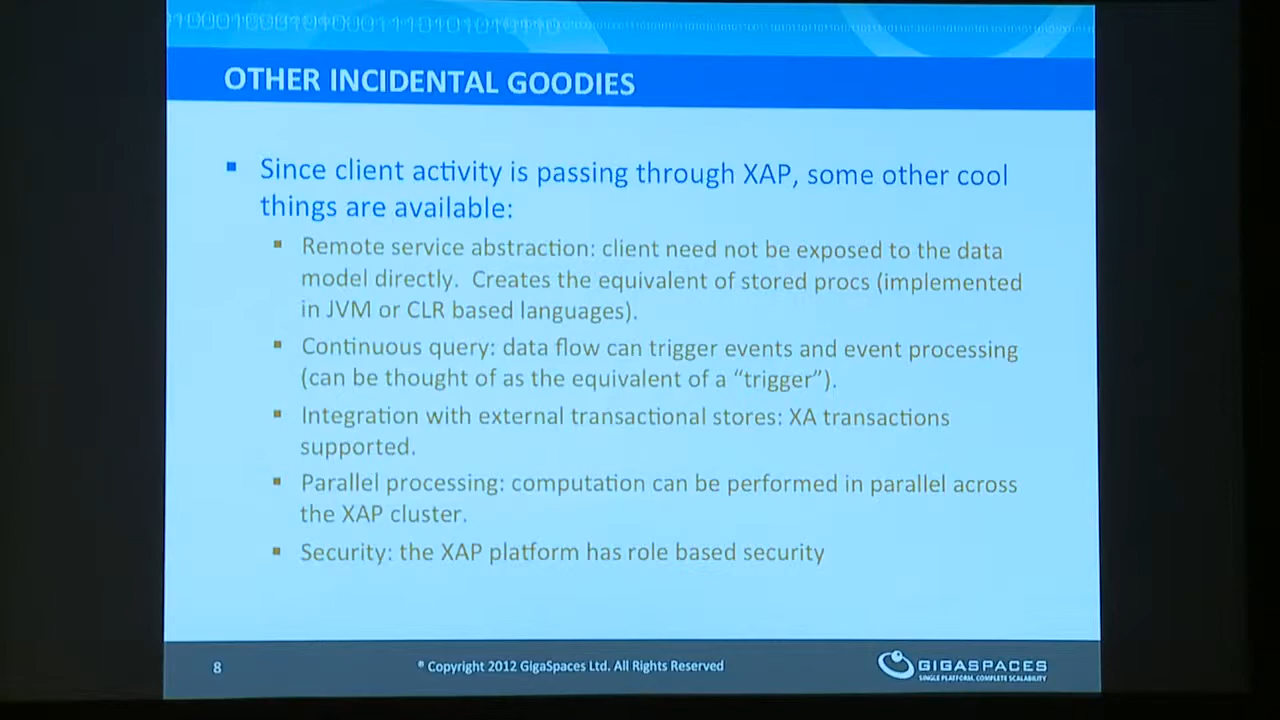 OTHER INCIDENTAL GOODIES
Since client activity is passing through XAP, some other cool
things are available:
Remote service abstraction: client need not be exposed to the data
model directly. Creates the equivalent of stored procs (implemented
in JVM or CLR based languages).
Continuous query: data flow can trigger events and event processing
(can be thought of as the equivalent of a “trigger”).
Integration with external transactional stores: XA transactions
supported.
Parallel processing: computation can be performed in parallel across
the XAP cluster.
Security: the XAP platform has role based security
8
® Copyright 2012 GigaSpaces Ltd. All Rights Reserved
GIGASPACES
SINGLE PLATFORM. COMPLETE SCALABILITY